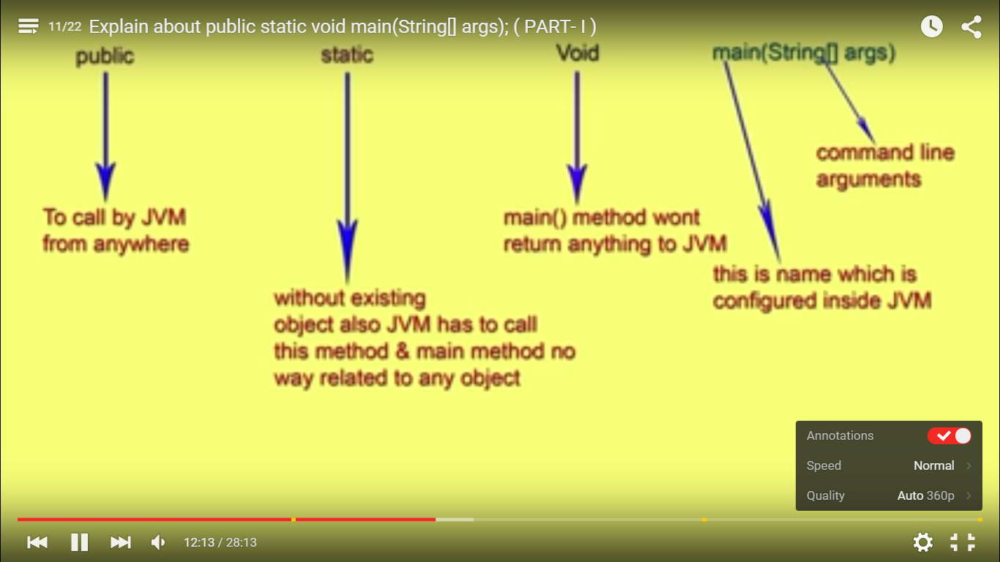 11/22 Explain about public static void main(String[] args); ( PART- I )
public static Void main(String[] args)
command line
arguments
To call by JVM
from anywhere
main() method wont
return anything to JVM
this is name which is
configured inside JVM
without existing
object also JVM has to call
this method & main method no
way related to any object
Annotations
Speed Normal
Quality Auto 360p
12:13 / 28:13